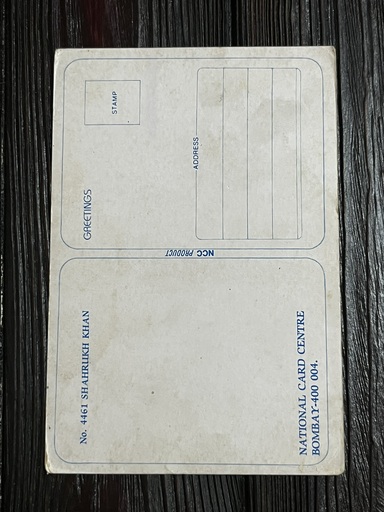 No. 4461 SHAHRUKH KHAN
NATIONAL CARD CENTRE
BOMBAY-400 004.
NCC PRODUCT
GREETINGS
STAMP
ADDRESS